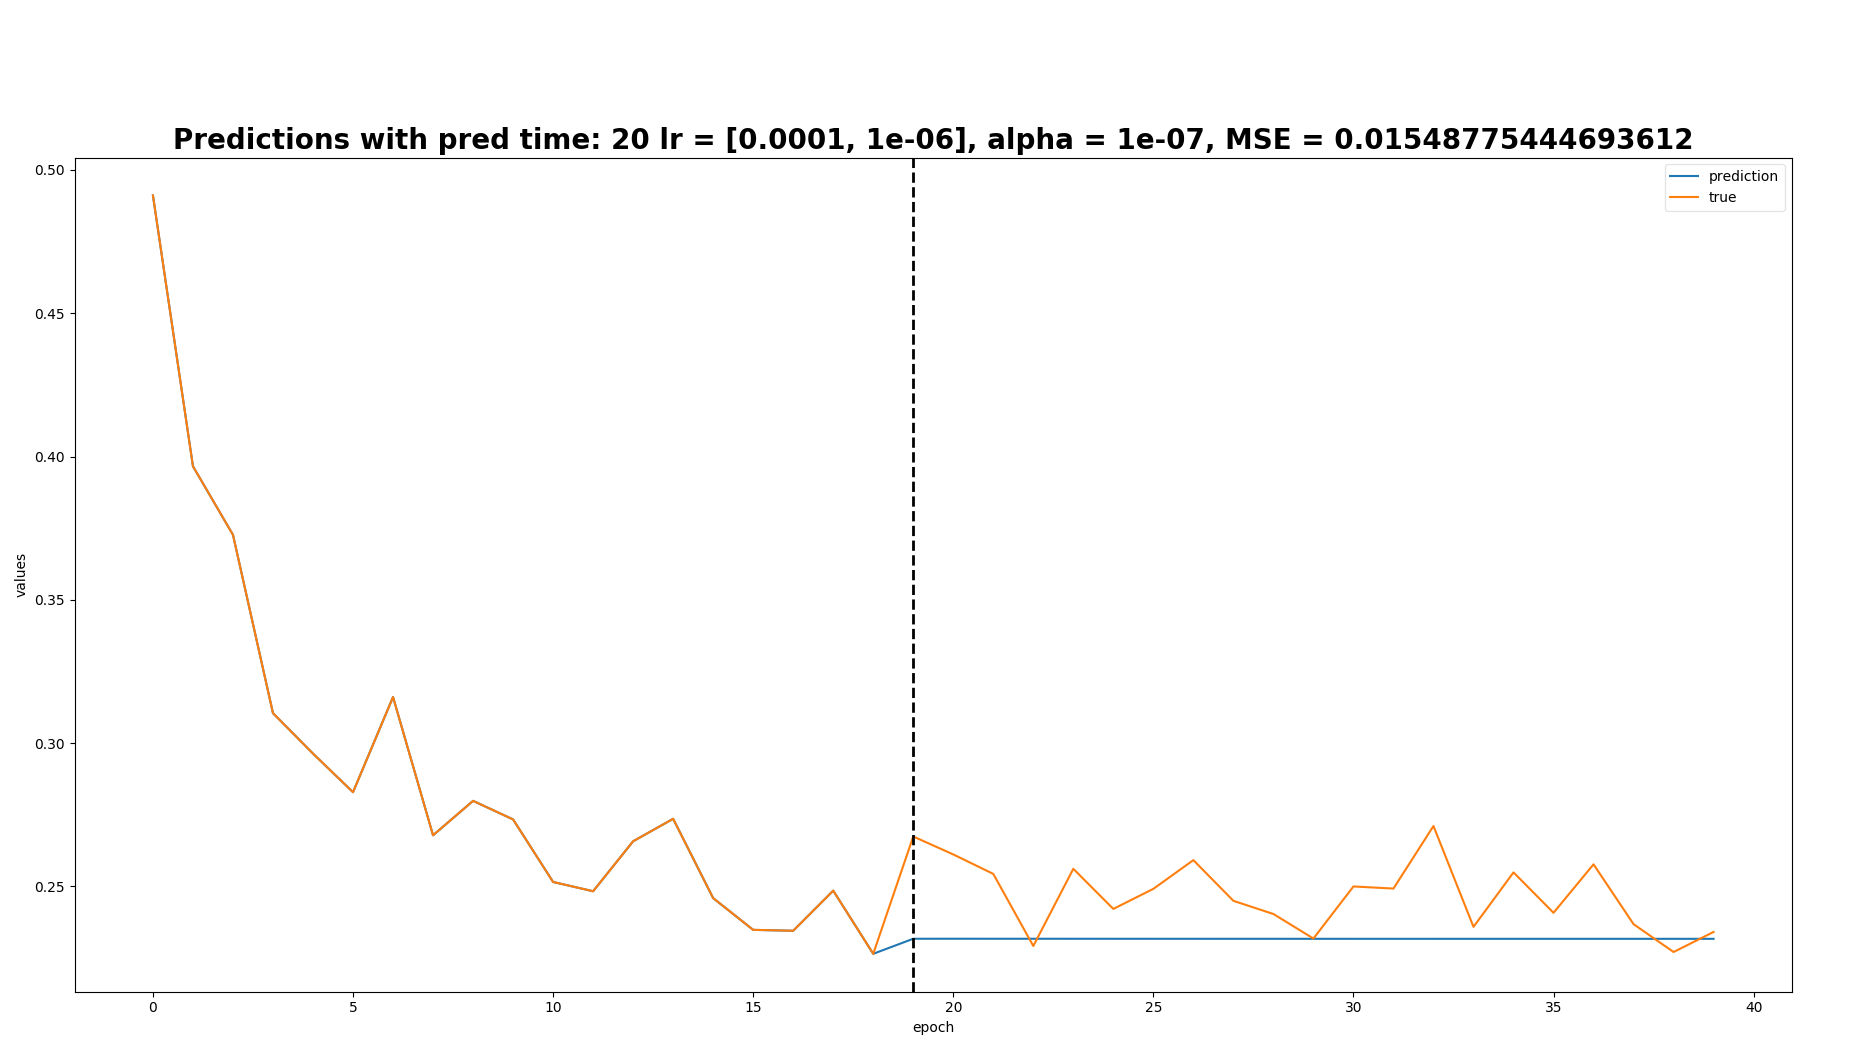 Predictions with pred time: 20 lr = [0.0001, 1e-06], alpha = 1e-07, MSE = 0.01548775444693612
prediction
true
0.50
0.45
0.40
0.35
0.30
0.25
values
0 5 10 15 20 25 30 35 40
epoch